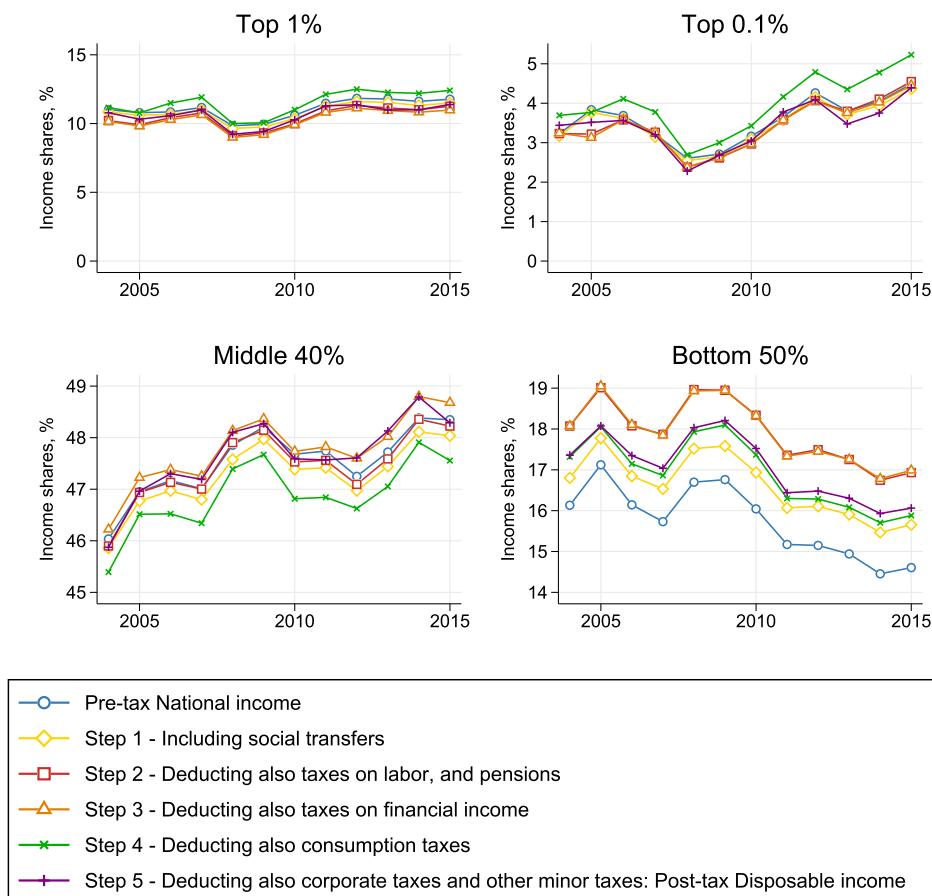 Top 1%
Top 0.1%
Income shares, %
15
10
5
0
2005
2010
2015
Income shares, %
5
4
3
2
1
0
2005
2010
2015
Middle 40%
Bottom 50%
Income shares, %
49
48
47
46
45
2005
2010
2015
Income shares, %
19
18
17
16
15
14
2005
2010
2015
Pre-tax National income
Step 1 - Including social transfers
Step 2 - Deducting also taxes on labor, and pensions
Step 3 - Deducting also taxes on financial income
Step 4 - Deducting also consumption taxes
Step 5 - Deducting also corporate taxes and other minor taxes: Post-tax Disposable income